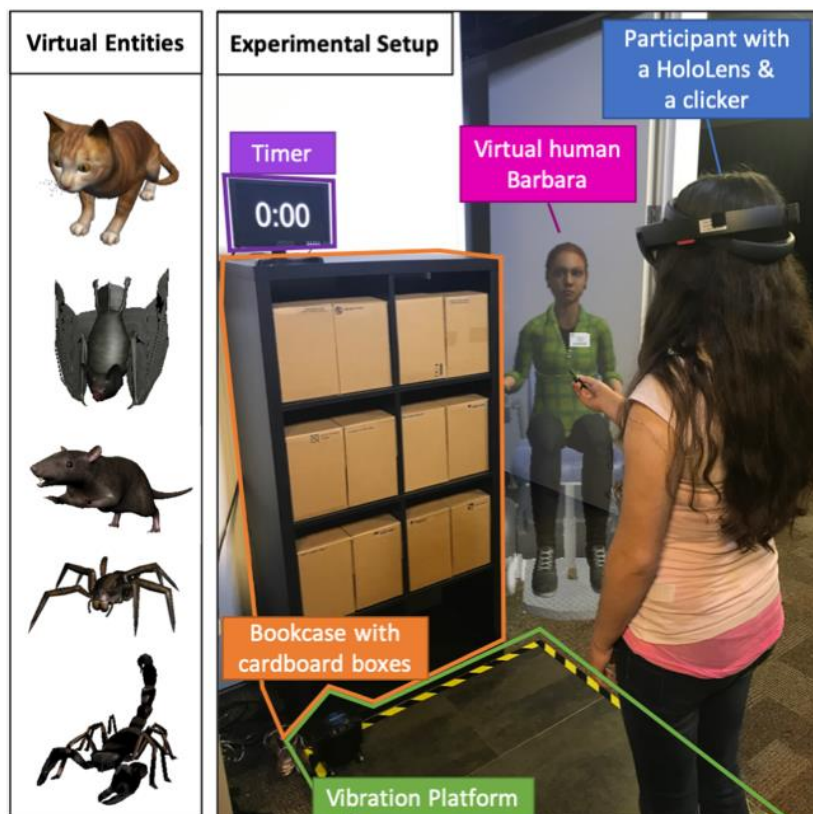 Virtual Entities
Experimental Setup
Participant with
a HoloLens &
a clicker
Timer
Virtual human
Barbara
0:00
Bookcase with
cardboard boxes
Vibration Platform